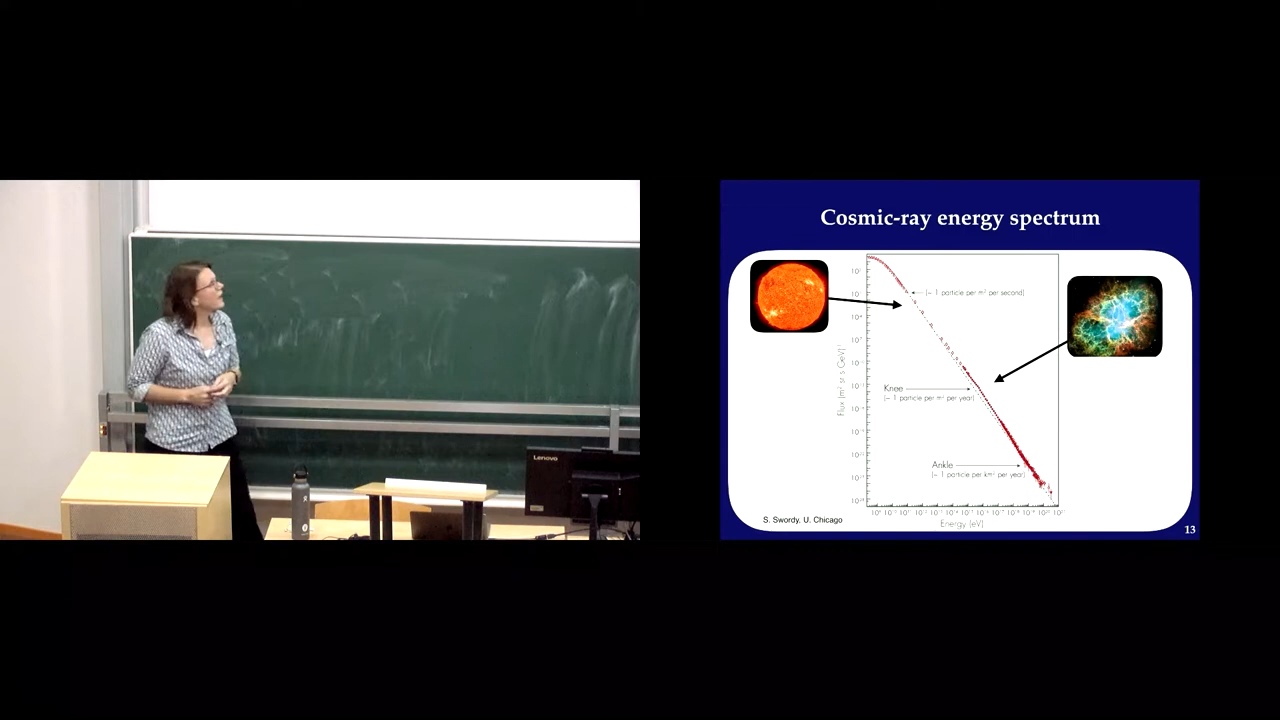 Cosmic-ray energy spectrum
(~ 1 particle per m² per second)
Knee
(~ 1 particle per m² per year)
Ankle
(~ 1 particle per km² per year)
Energy (eV)
S. Swordy, U. Chicago
13
Lenovo